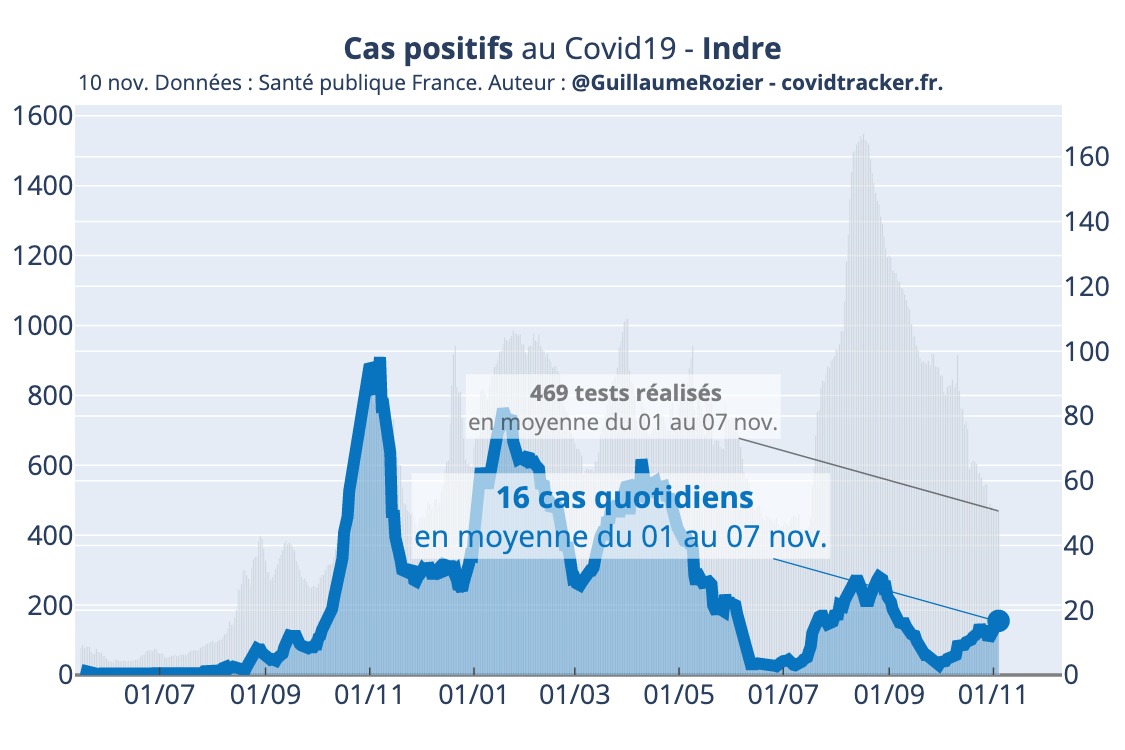 Cas positifs au Covid19 - Indre
10 nov. Données : Santé publique France. Auteur : @GuillaumeRozier - covidtracker.fr.
1600
1400
1200
1000
800
600
400
200
0
160
140
120
100
80
60
40
20
0
469 tests réalisés
en moyenne du 01 au 07 nov.
16 cas quotidiens
en moyenne du 01 au 07 nov.
01/07 01/09 01/11 01/01 01/03 01/05 01/07 01/09 01/11